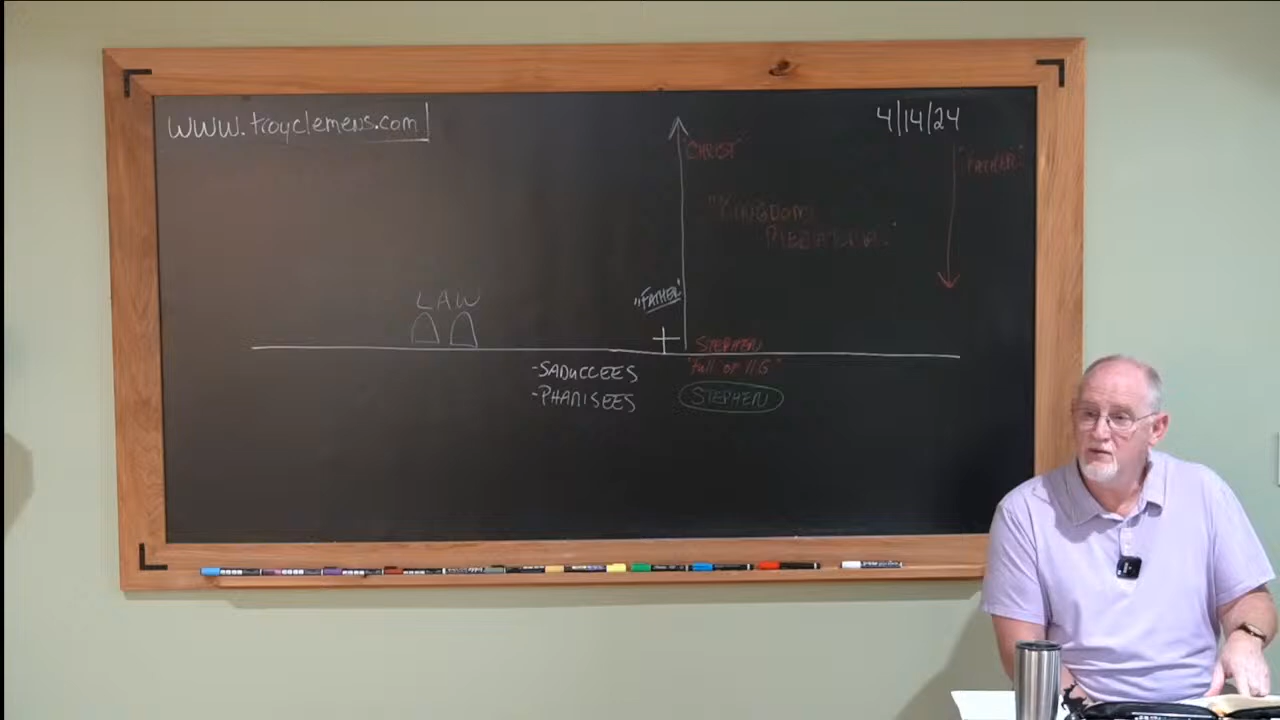 www.troyclemens.com
4/14/24
"CHRIST"
"FATHER"
"KINGDOM
LAW
"FATHER"
STEPHEN
-SADUCCEES
"Full of H.G"
-PHARISEES
STEPHEN